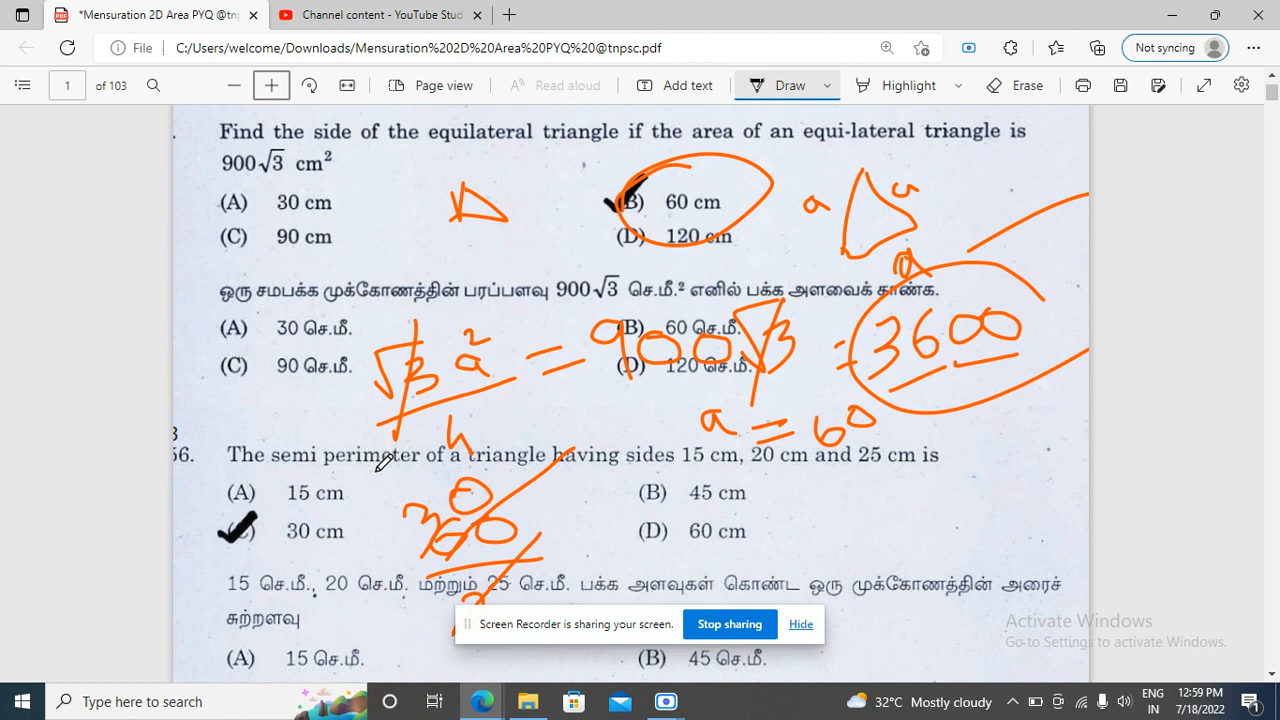 *Mensuration 2D Area PYQ @tnp
Channel content - YouTube Stud
File C:/Users/welcome/Downloads/Mensuration%202D%20Area%20PYQ%20@tnpsc.pdf Not syncing
1 of 103 Page view Read aloud Add text Draw Highlight Erase
Find the side of the equilateral triangle if the area of an equi-lateral triangle is
900√3 cm²
(A) 30 cm (B) 60 cm
(C) 90 cm (D) 120 cm
a a
a
ஒரு சமபக்க முக்கோணத்தின் பரப்பளவு 900√3 செ.மீ.² எனில் பக்க அளவைக் காண்க.
(A) 30 செ.மீ. (B) 60 செ.மீ.
(C) 90 செ.மீ. (D) 120 செ.மீ.
√3 a² = 900√3 = 3600
4
a = 60
56. The semi perimeter of a triangle having sides 15 cm, 20 cm and 25 cm is
(A) 15 cm (B) 45 cm
(C) 30 cm (D) 60 cm
15 செ.மீ., 20 செ.மீ. மற்றும் 25 செ.மீ. பக்க அளவுகள் கொண்ட ஒரு முக்கோணத்தின் அரைச்
சுற்றளவு
(A) 15 செ.மீ. (B) 45 செ.மீ.
Screen Recorder is sharing your screen. Stop sharing Hide
Activate Windows
Go to Settings to activate Windows.
Type here to search
32°C Mostly cloudy
ENG
IN
12:59 PM
7/18/2022
1